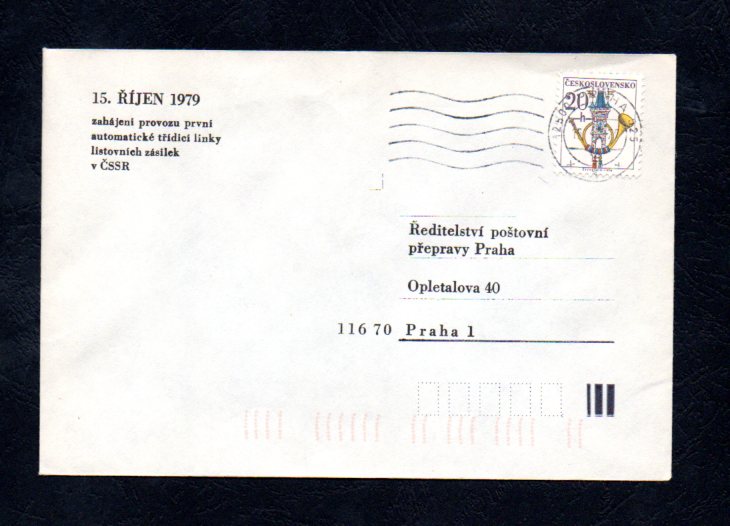 15. ŘÍJEN 1979
zahájení provozu první
automatické třídicí linky
listovních zásilek
v ČSSR
ČESKOSLOVENSKO
20
h
Ředitelství poštovní
přepravy Praha
Opletalova 40
116 70 Praha 1